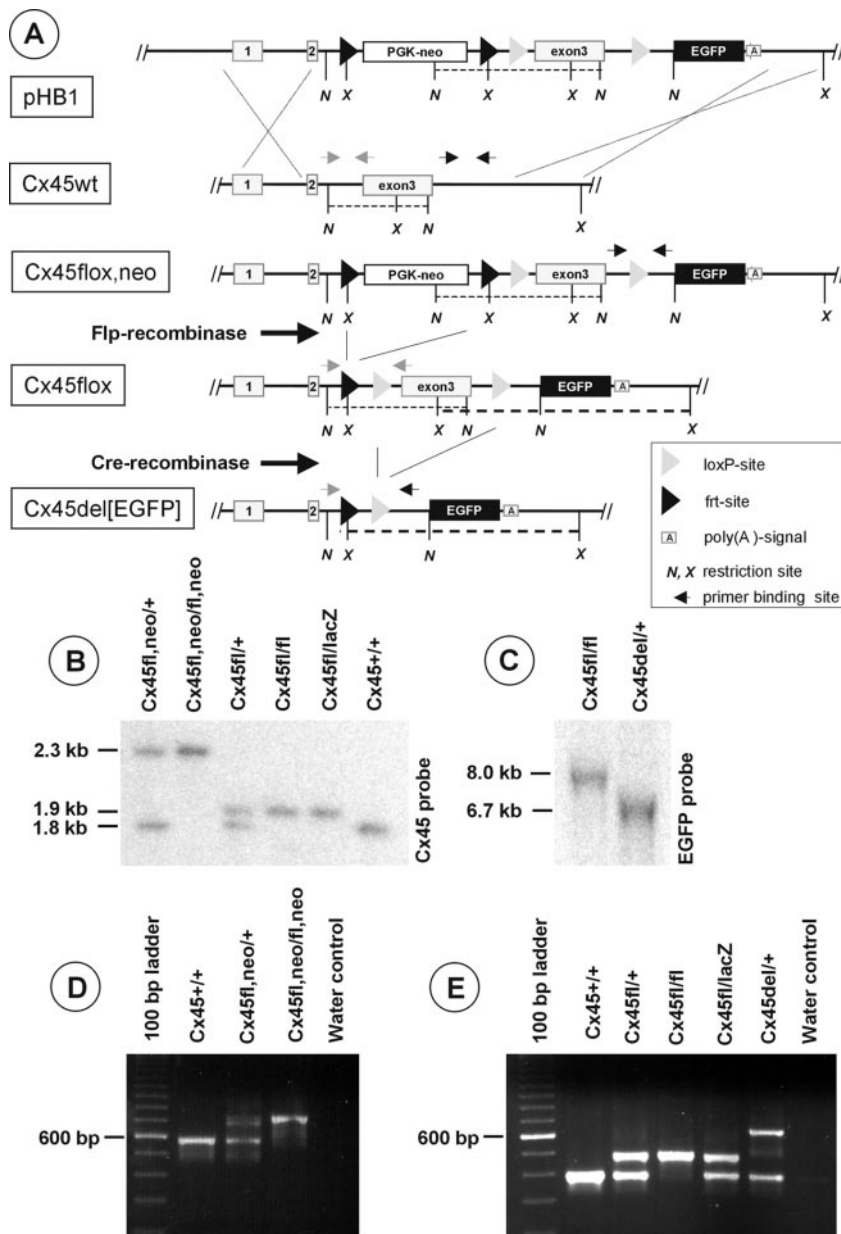 A
1 2 PGK-neo exon3 EGFP A
pHB1
N X N X X N N X
Cx45wt
1 2 exon3
N X N X
Cx45flox,neo
1 2 PGK-neo exon3 EGFP A
N X N X X N N X
Flp-recombinase
Cx45flox
1 2 exon3 EGFP A
N X X N N X
Cre-recombinase
Cx45del[EGFP]
1 2 EGFP A
N X N X
loxP-site
frt-site
A poly(A)-signal
N, X restriction site
primer binding site
B
Cx45fl,neo/+
Cx45fl,neo/fl,neo
Cx45fl/+
Cx45fl/fl
Cx45fl/lacZ
Cx45+/+
2.3 kb
1.9 kb
1.8 kb
Cx45 probe
C
Cx45fl/fl
Cx45del/+
8.0 kb
6.7 kb
EGFP probe
D
100 bp ladder
Cx45+/+
Cx45fl,neo/+
Cx45fl,neo/fl,neo
Water control
600 bp
E
100 bp ladder
Cx45+/+
Cx45fl/+
Cx45fl/fl
Cx45fl/lacZ
Cx45del/+
Water control
600 bp